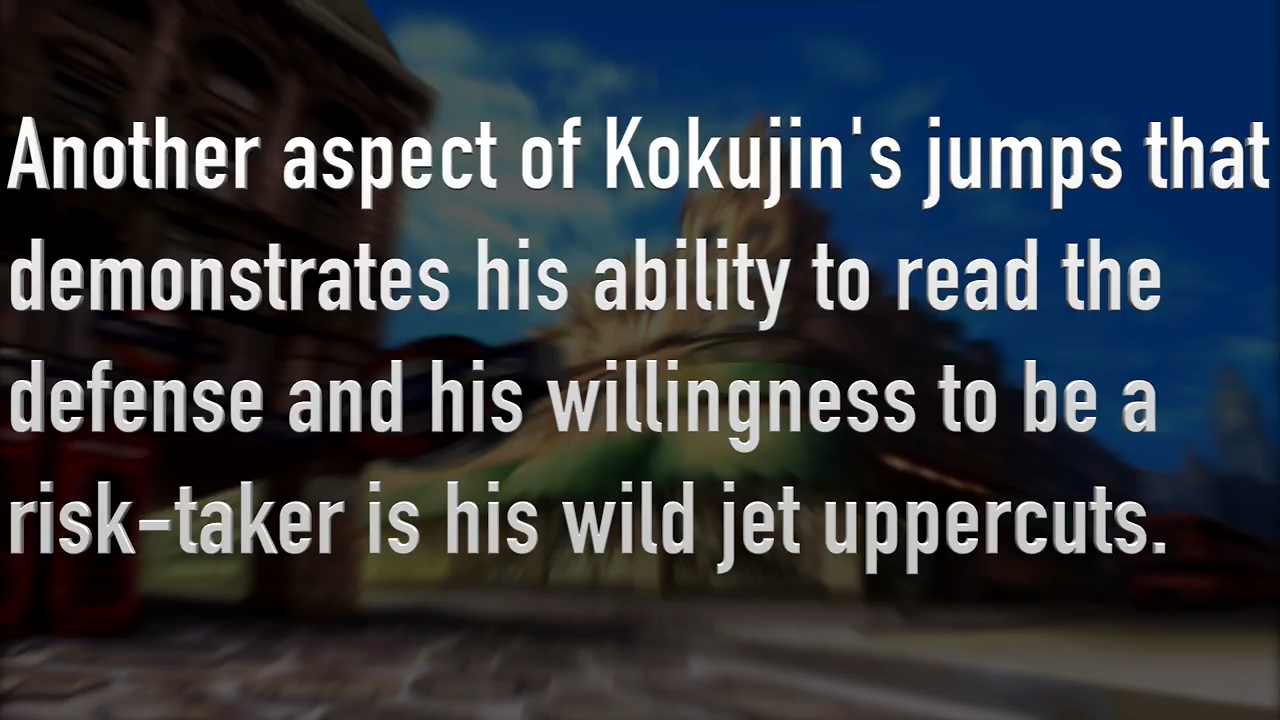 Another aspect of Kokujin's jumps that
demonstrates his ability to read the
defense and his willingness to be a
risk-taker is his wild jet uppercuts.